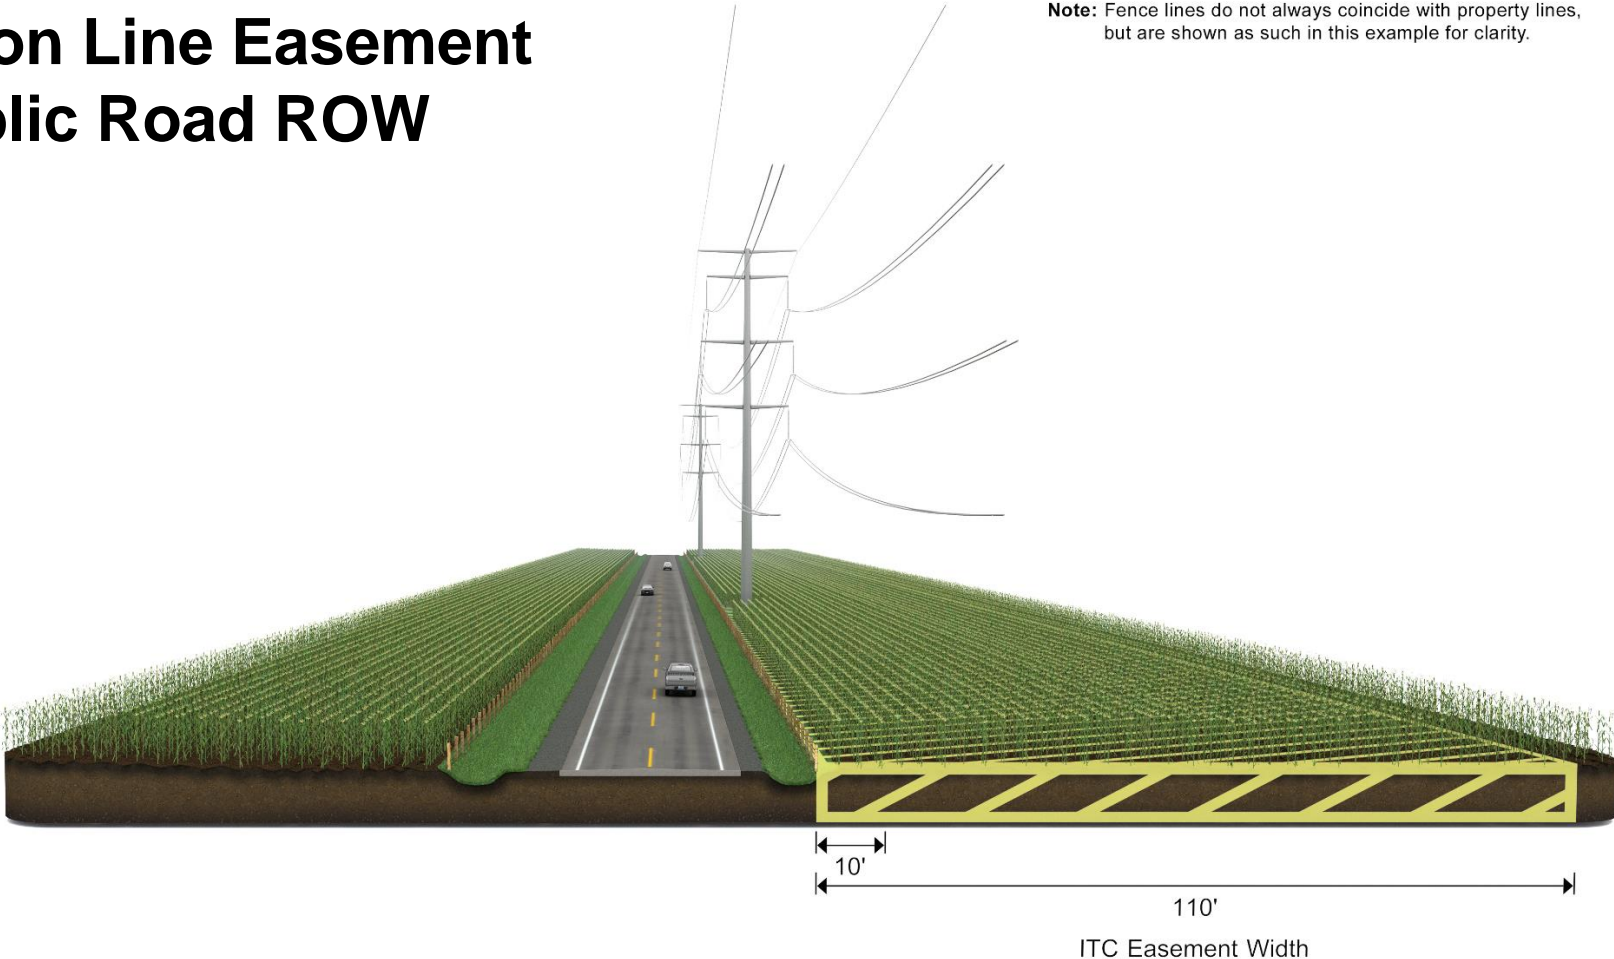 on Line Easement
blic Road ROW
Note: Fence lines do not always coincide with property lines,
but are shown as such in this example for clarity.
10'
110'
ITC Easement Width